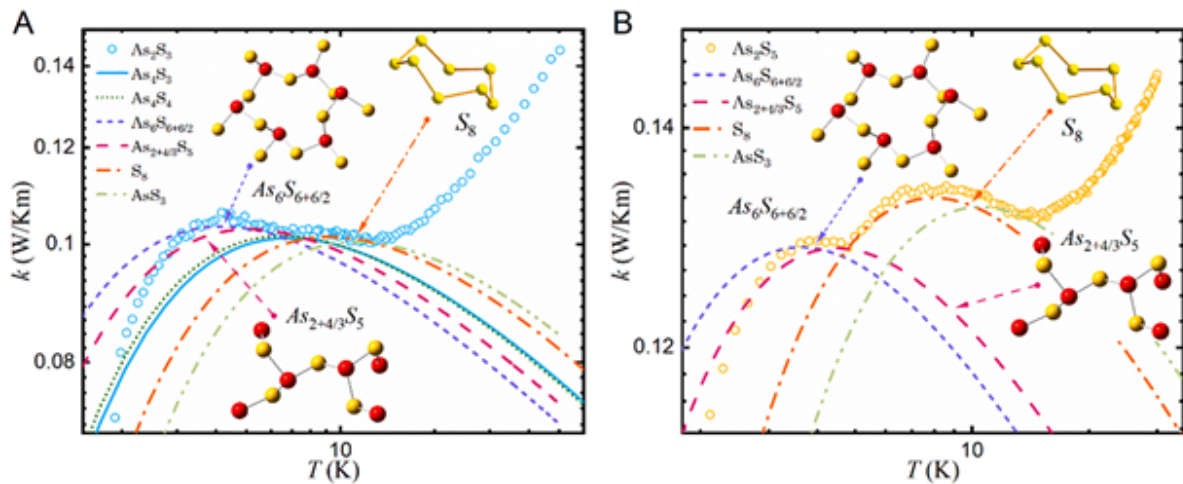 A
k (W/Km)
0.14
0.12
0.1
0.08
10
T (K)
As₂S₃
As₄S₃
As₄S₄
As₆S₆₊₆/₂
As₂₊₄/₃S₅
S₈
AsS₃
S₈
As₆S₆₊₆/₂
As₂₊₄/₃S₅
B
k (W/Km)
0.14
0.12
10
T (K)
As₂S₅
As₆S₆₊₆/₂
As₂₊₄/₃S₅
S₈
AsS₃
S₈
As₆S₆₊₆/₂
As₂₊₄/₃S₅